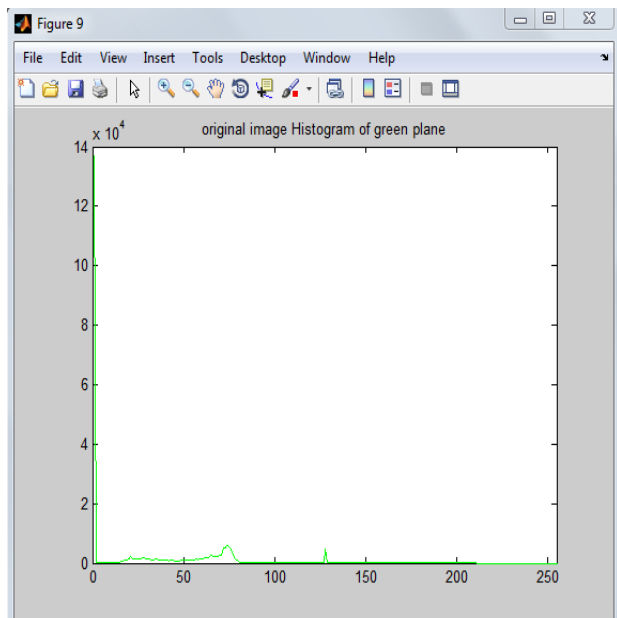 Figure 9
File Edit View Insert Tools Desktop Window Help
original image Histogram of green plane
x 10^4
14
12
10
8
6
4
2
0
0 50 100 150 200 250